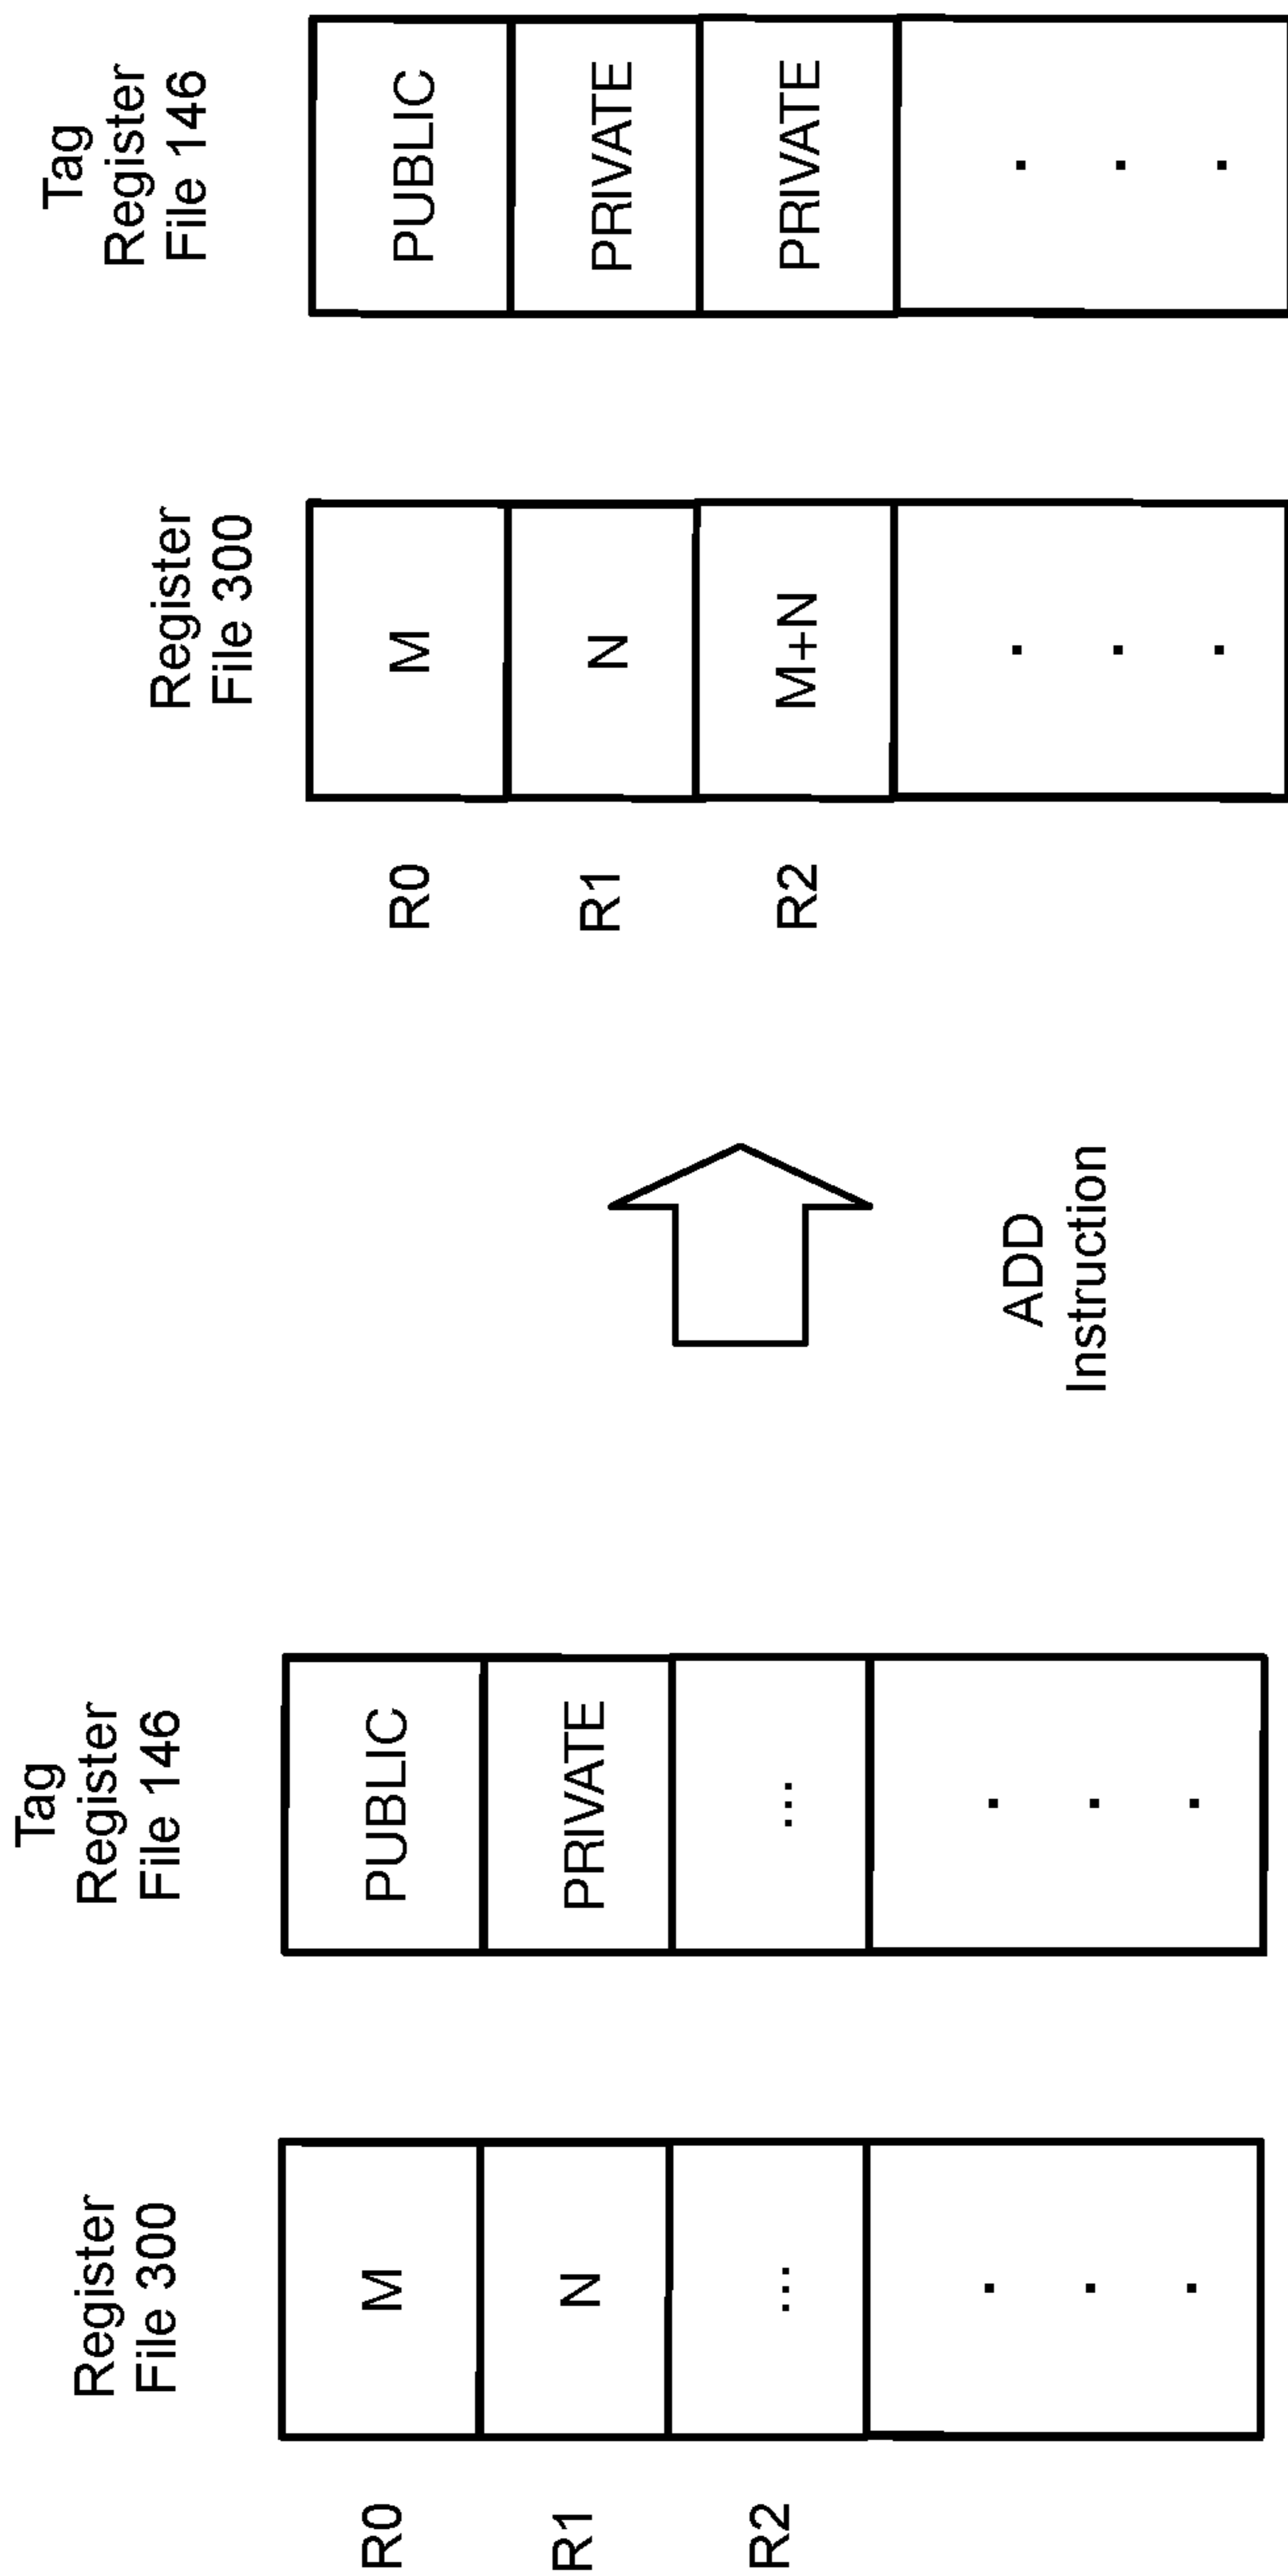 Register
File 300
Tag
Register
File 146
R0
M
PUBLIC
R1
N
PRIVATE
R2
...
...
.
.
.
.
.
.
ADD
Instruction
Register
File 300
Tag
Register
File 146
R0
M
PUBLIC
R1
N
PRIVATE
R2
M+N
PRIVATE
.
.
.
.
.
.